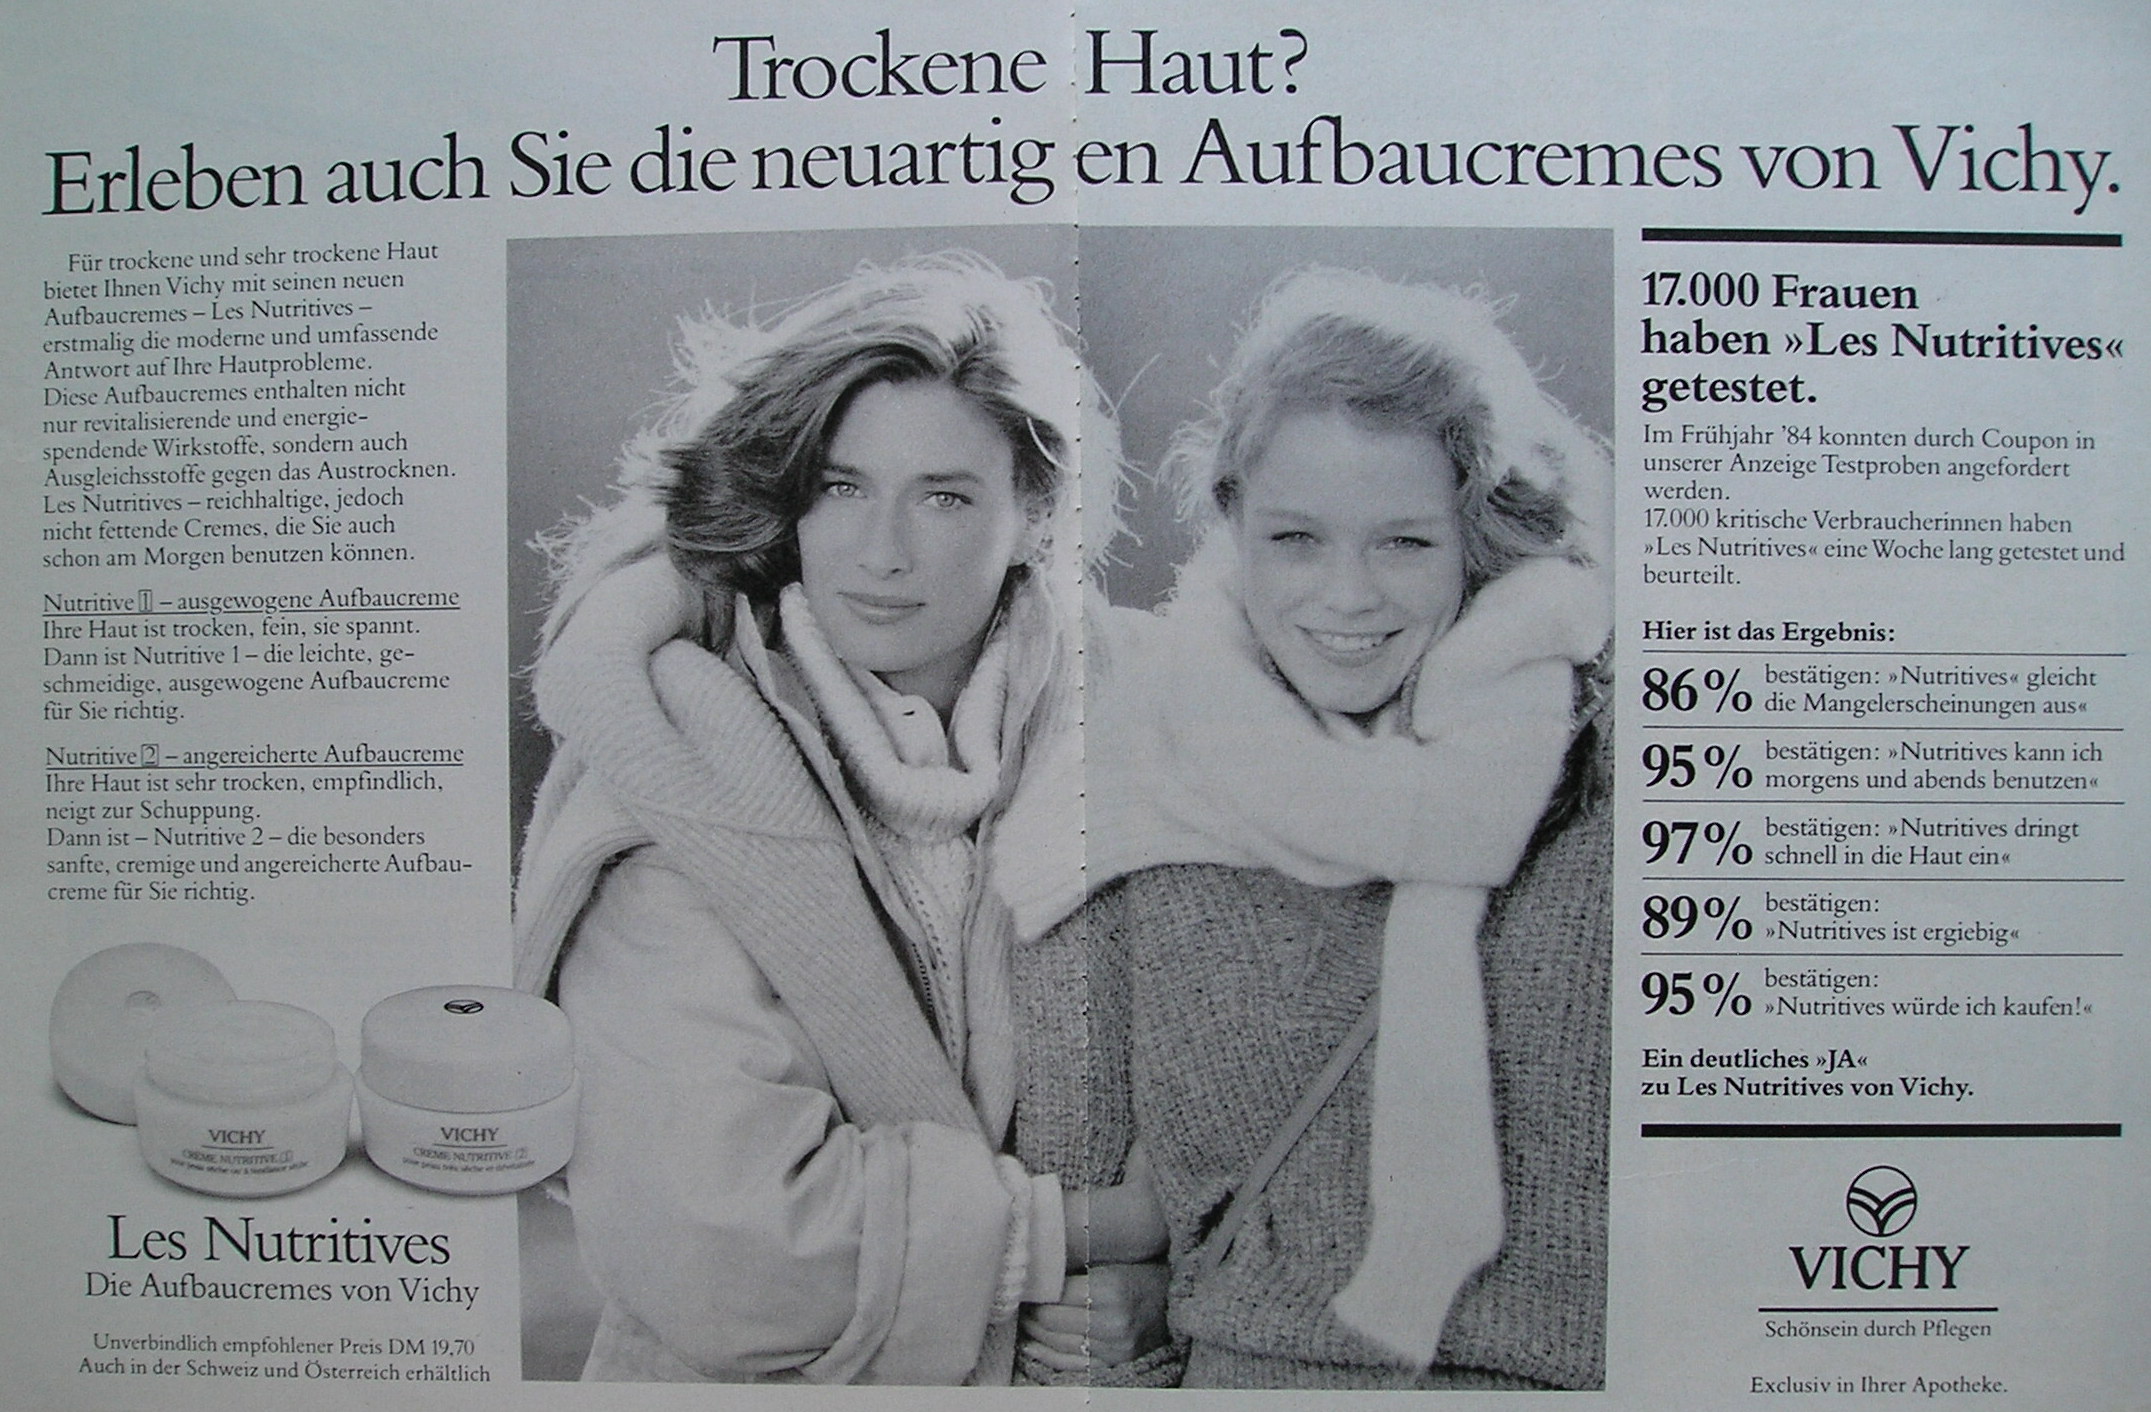 Trockene Haut?
Erleben auch Sie die neuartigen Aufbaucremes von Vichy.
Für trockene und sehr trockene Haut
bietet Ihnen Vichy mit seinen neuen
Aufbaucremes – Les Nutritives –
erstmalig die moderne und umfassende
Antwort auf Ihre Hautprobleme.
Diese Aufbaucremes enthalten nicht
nur revitalisierende und energie-
spendende Wirkstoffe, sondern auch
Ausgleichsstoffe gegen das Austrocknen.
Les Nutritives – reichhaltige, jedoch
nicht fettende Cremes, die Sie auch
schon am Morgen benutzen können.
Nutritive 1 – ausgewogene Aufbaucreme
Ihre Haut ist trocken, fein, sie spannt.
Dann ist Nutritive 1 – die leichte, ge-
schmeidige, ausgewogene Aufbaucreme
für Sie richtig.
Nutritive 2 – angereicherte Aufbaucreme
Ihre Haut ist sehr trocken, empfindlich,
neigt zur Schuppung.
Dann ist – Nutritive 2 – die besonders
sanfte, cremige und angereicherte Aufbau-
creme für Sie richtig.
VICHY
CRÈME NUTRITIVE 1
VICHY
CRÈME NUTRITIVE 2
Les Nutritives
Die Aufbaucremes von Vichy
Unverbindlich empfohlener Preis DM 19,70
Auch in der Schweiz und Österreich erhältlich
17.000 Frauen
haben »Les Nutritives«
getestet.
Im Frühjahr '84 konnten durch Coupon in
unserer Anzeige Testproben angefordert
werden.
17.000 kritische Verbraucherinnen haben
»Les Nutritives« eine Woche lang getestet und
beurteilt.
Hier ist das Ergebnis:
86% bestätigen: »Nutritives« gleicht
die Mangelerscheinungen aus«
95% bestätigen: »Nutritives kann ich
morgens und abends benutzen«
97% bestätigen: »Nutritives dringt
schnell in die Haut ein«
89% bestätigen:
»Nutritives ist ergiebig«
95% bestätigen:
»Nutritives würde ich kaufen!«
Ein deutliches »JA«
zu Les Nutritives von Vichy.
VICHY
Schönsein durch Pflegen
Exclusiv in Ihrer Apotheke.